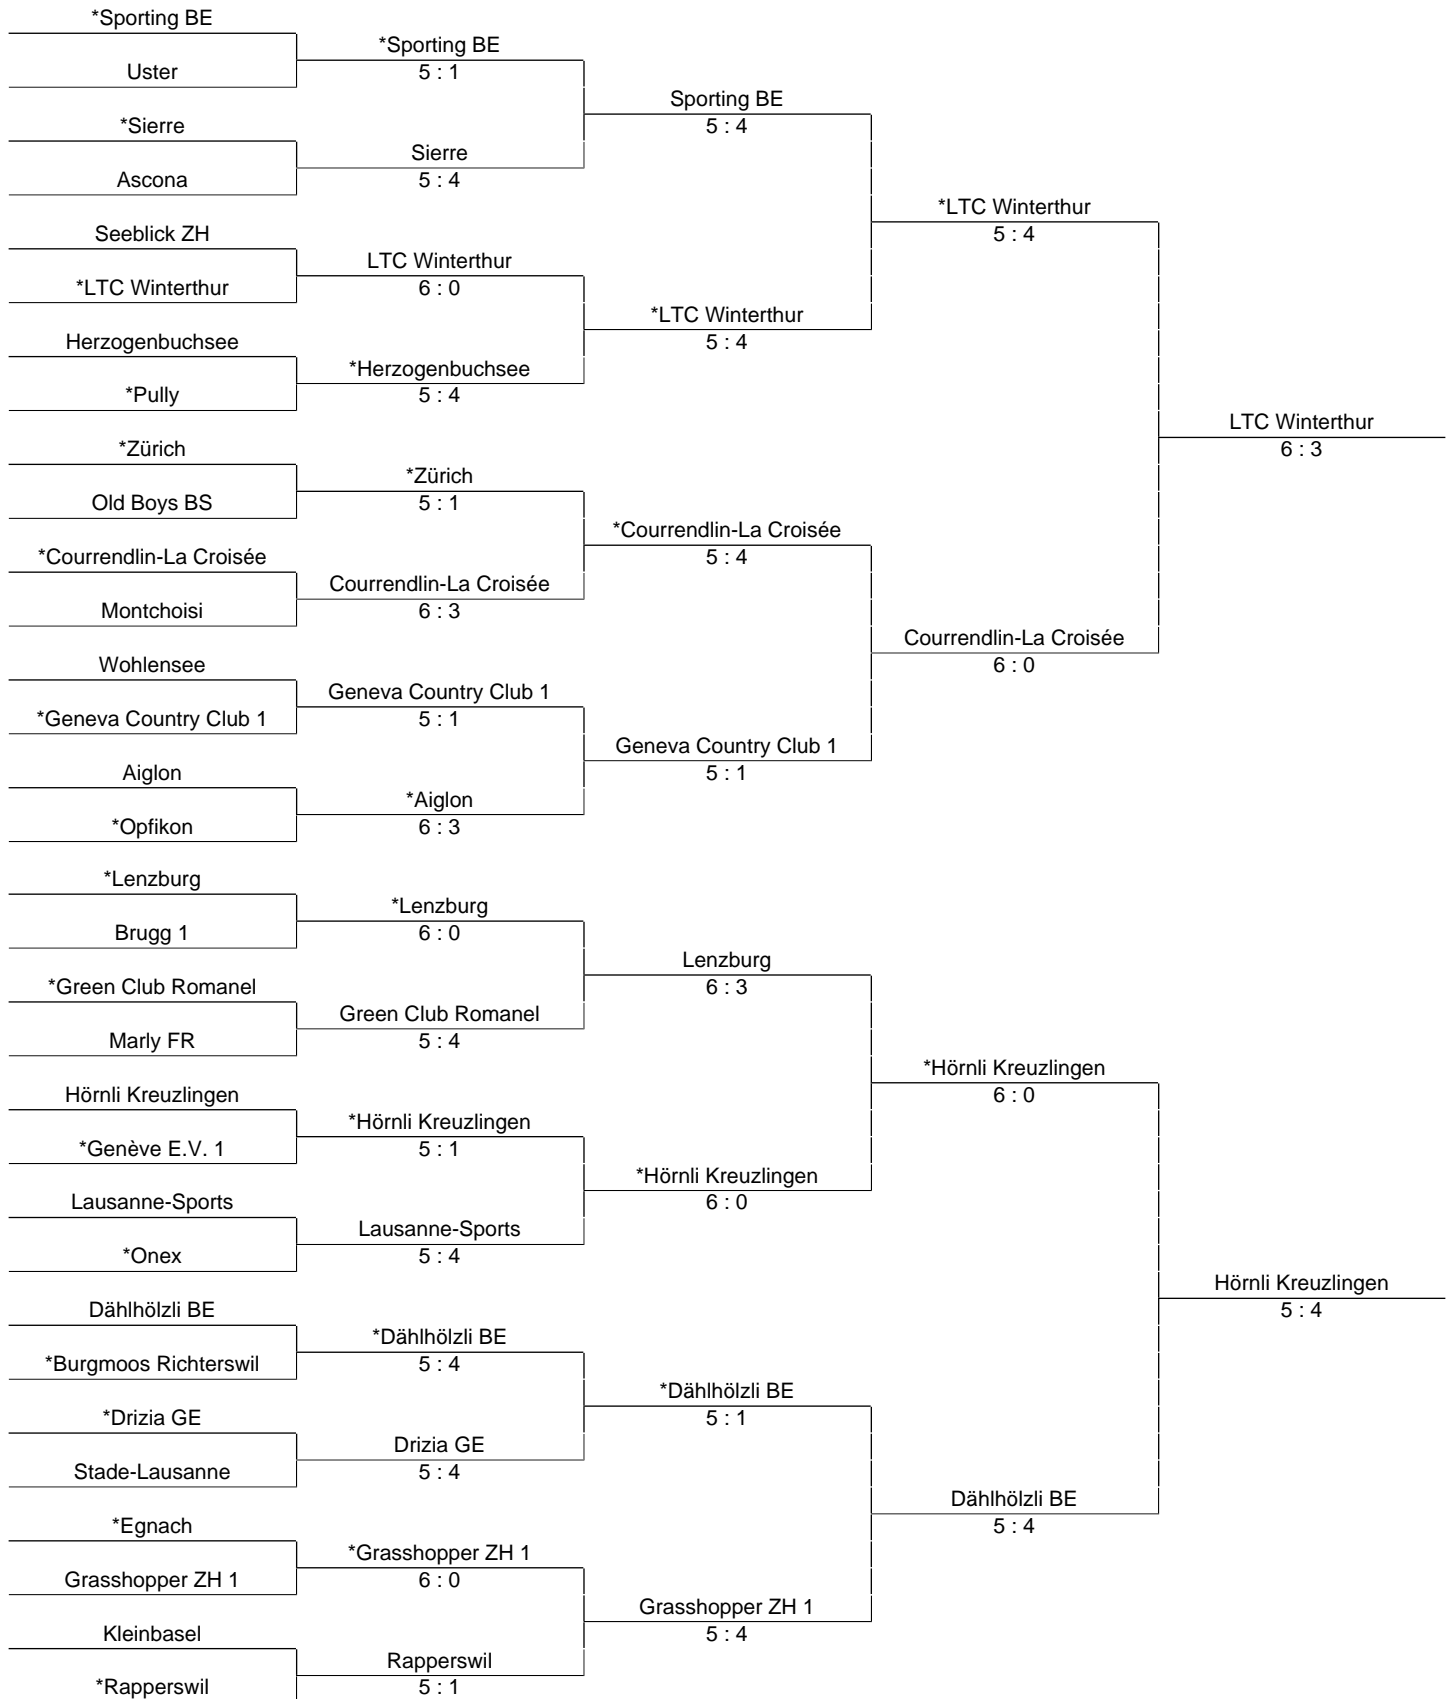 *Sporting BE
Uster
*Sierre
Ascona
Seeblick ZH
*LTC Winterthur
Herzogenbuchsee
*Pully
*Zürich
Old Boys BS
*Courrendlin-La Croisée
Montchoisi
Wohlensee
*Geneva Country Club 1
Aiglon
*Opfikon
*Lenzburg
Brugg 1
*Green Club Romanel
Marly FR
Hörnli Kreuzlingen
*Genève E.V. 1
Lausanne-Sports
*Onex
Dählhölzli BE
*Burgmoos Richterswil
*Drizia GE
Stade-Lausanne
*Egnach
Grasshopper ZH 1
Kleinbasel
*Rapperswil
*Sporting BE
5 : 1
Sierre
5 : 4
LTC Winterthur
6 : 0
*Herzogenbuchsee
5 : 4
*Zürich
5 : 1
Courrendlin-La Croisée
6 : 3
Geneva Country Club 1
5 : 1
*Aiglon
6 : 3
*Lenzburg
6 : 0
Green Club Romanel
5 : 4
*Hörnli Kreuzlingen
5 : 1
Lausanne-Sports
5 : 4
*Dählhölzli BE
5 : 4
Drizia GE
5 : 4
*Grasshopper ZH 1
6 : 0
Rapperswil
5 : 1
Sporting BE
5 : 4
*LTC Winterthur
5 : 4
*Courrendlin-La Croisée
5 : 4
Geneva Country Club 1
5 : 1
Lenzburg
6 : 3
*Hörnli Kreuzlingen
6 : 0
*Dählhölzli BE
5 : 1
Grasshopper ZH 1
5 : 4
*LTC Winterthur
5 : 4
Courrendlin-La Croisée
6 : 0
*Hörnli Kreuzlingen
6 : 0
Dählhölzli BE
5 : 4
LTC Winterthur
6 : 3
Hörnli Kreuzlingen
5 : 4